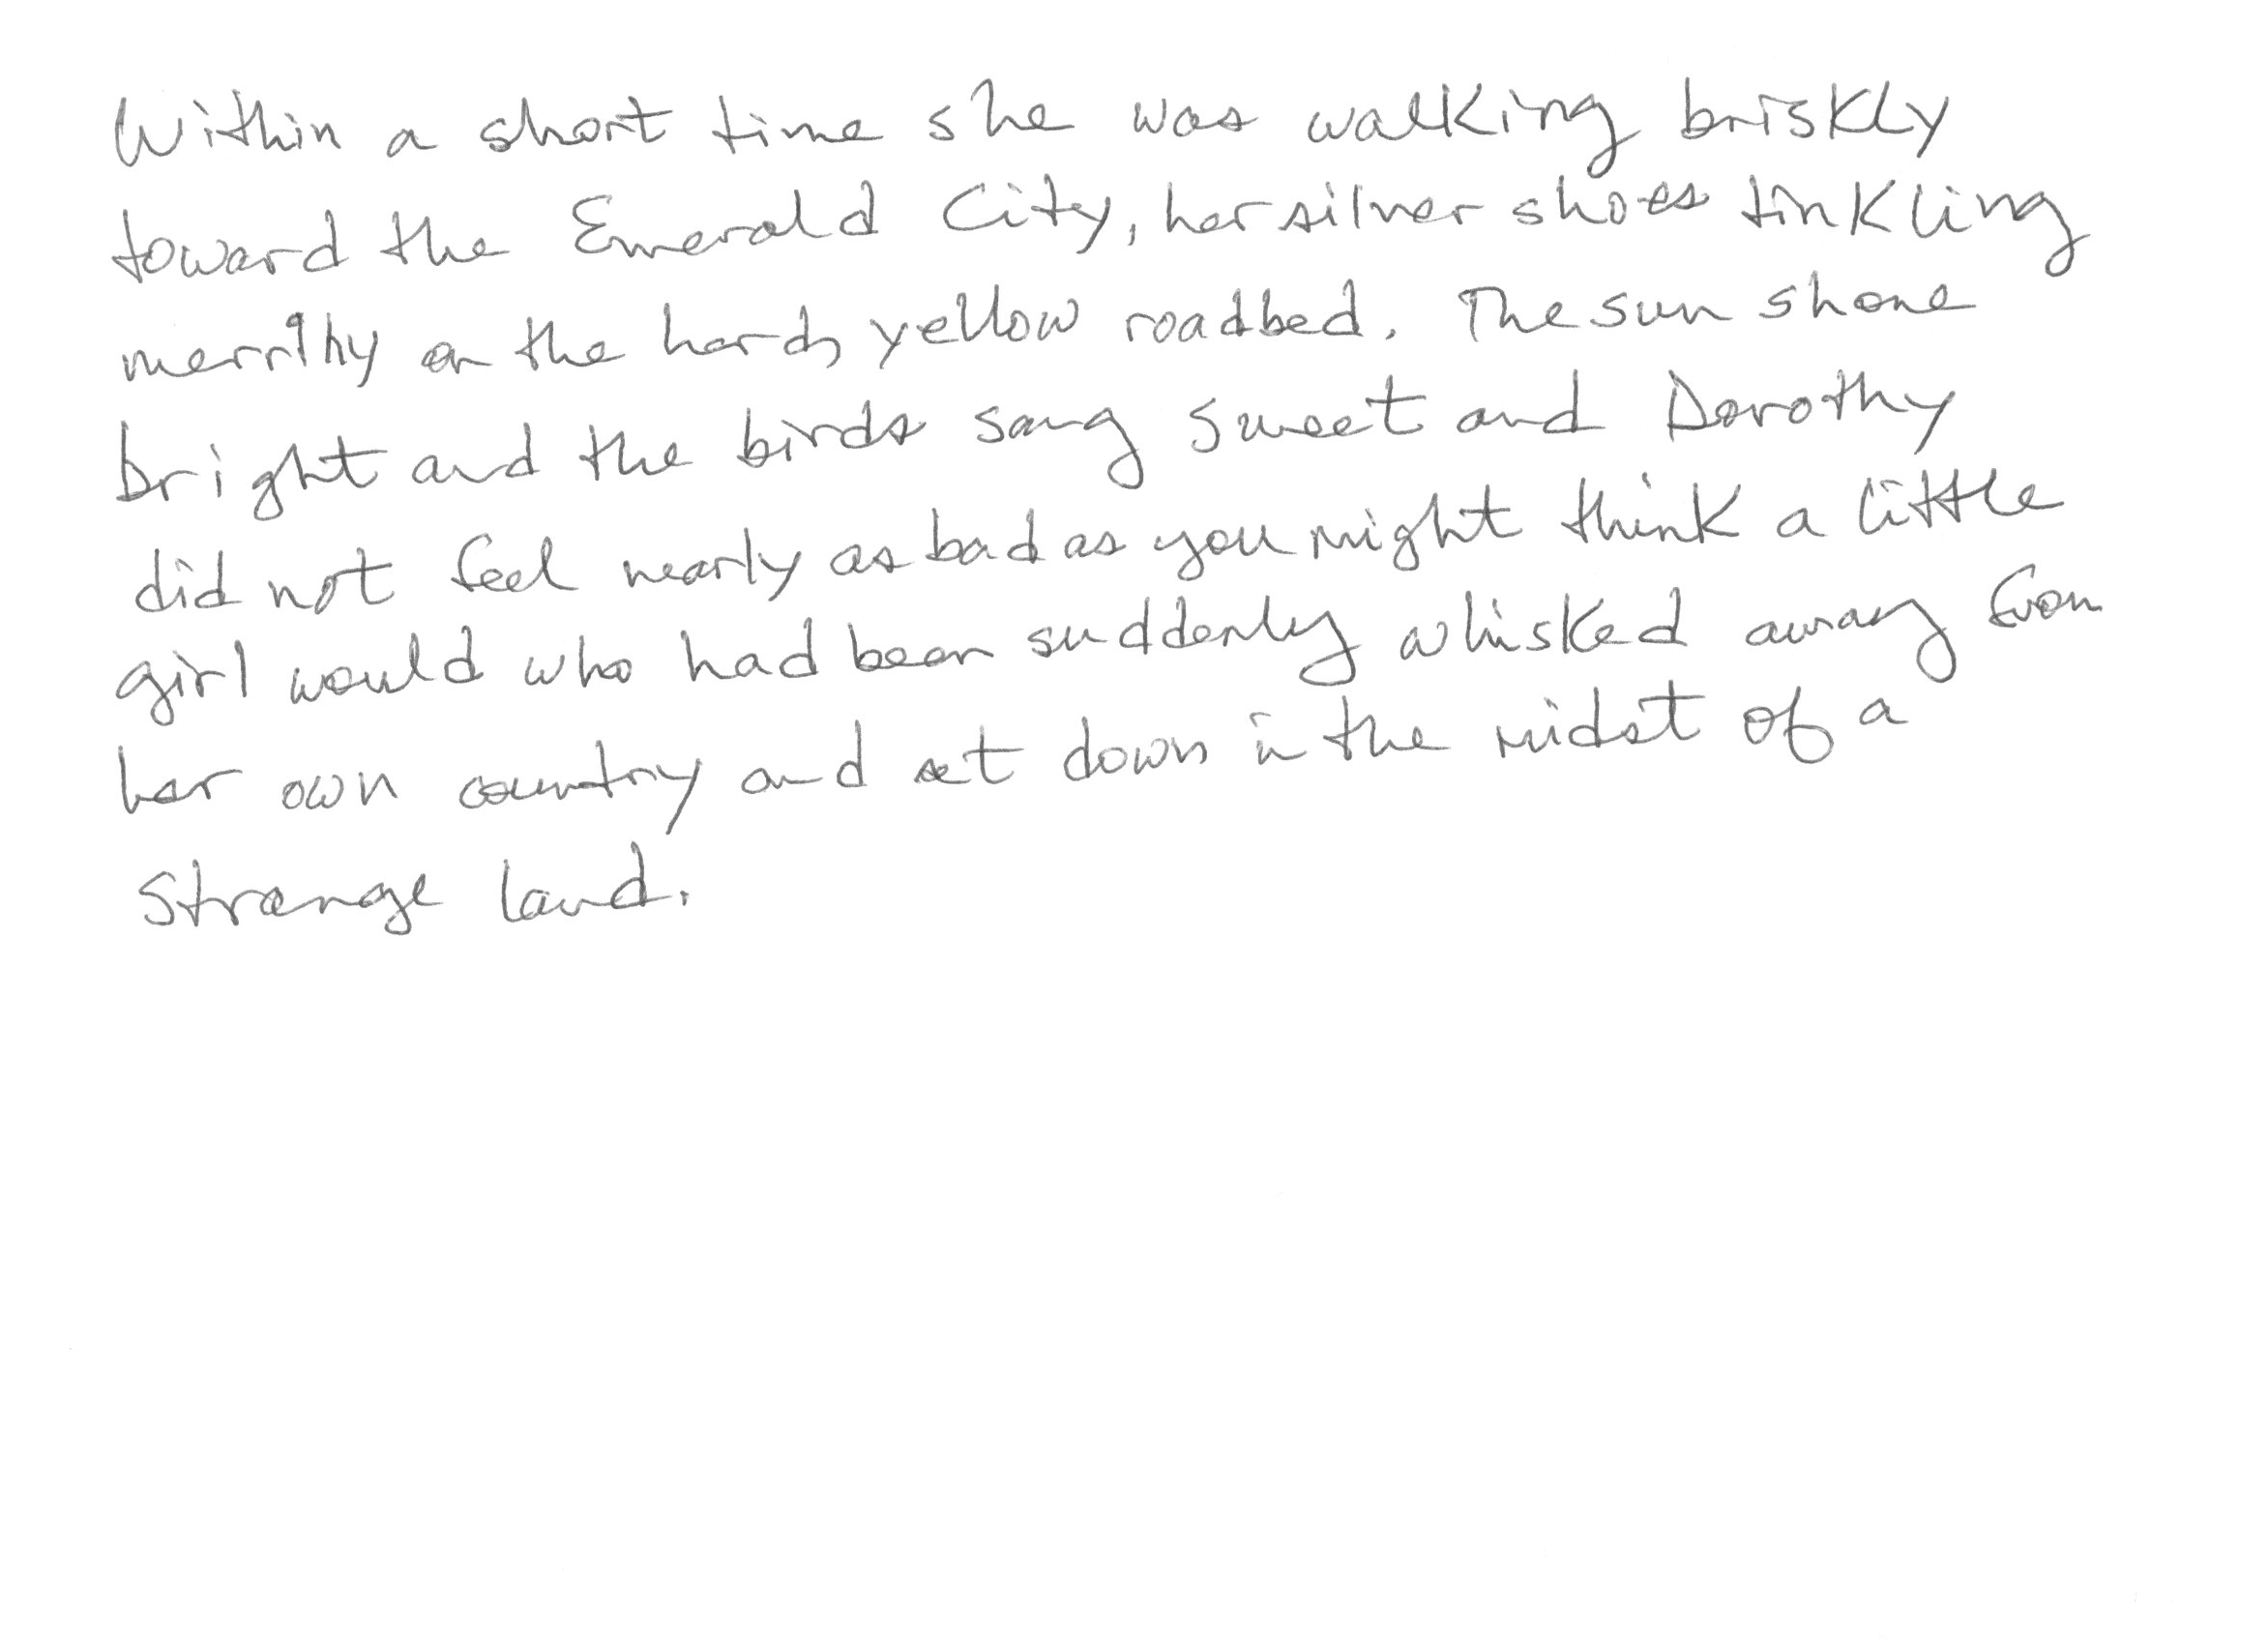 Within a short time she was walking briskly
toward the Emerald City, her silver shoes tinkling
merrily on the hard, yellow roadbed. The sun shone
bright and the birds sang sweet and Dorothy
did not feel nearly as bad as you might think a little
girl would who had been suddenly whisked away from
her own country and set down in the midst of a
strange land.